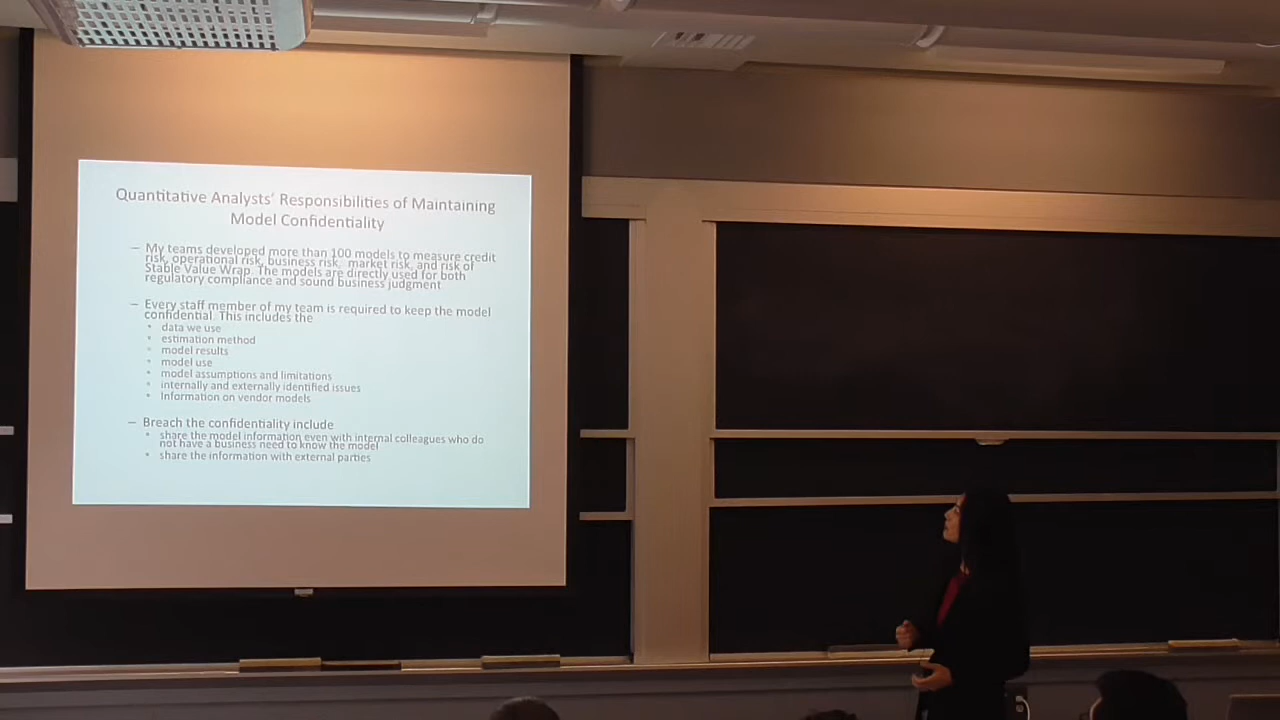 Quantitative Analysts' Responsibilities of Maintaining
Model Confidentiality
– My teams developed more than 100 models to measure credit
risk, operational risk, business risk, market risk, and risk of
Stable Value Wrap. The models are directly used for both
regulatory compliance and sound business judgment
– Every staff member of my team is required to keep the model
confidential. This includes the
• data we use
• estimation method
• model results
• model use
• model assumptions and limitations
• internally and externally identified issues
• Information on vendor models
– Breach the confidentiality include
• share the model information even with internal colleagues who do
not have a business need to know the model
• share the information with external parties